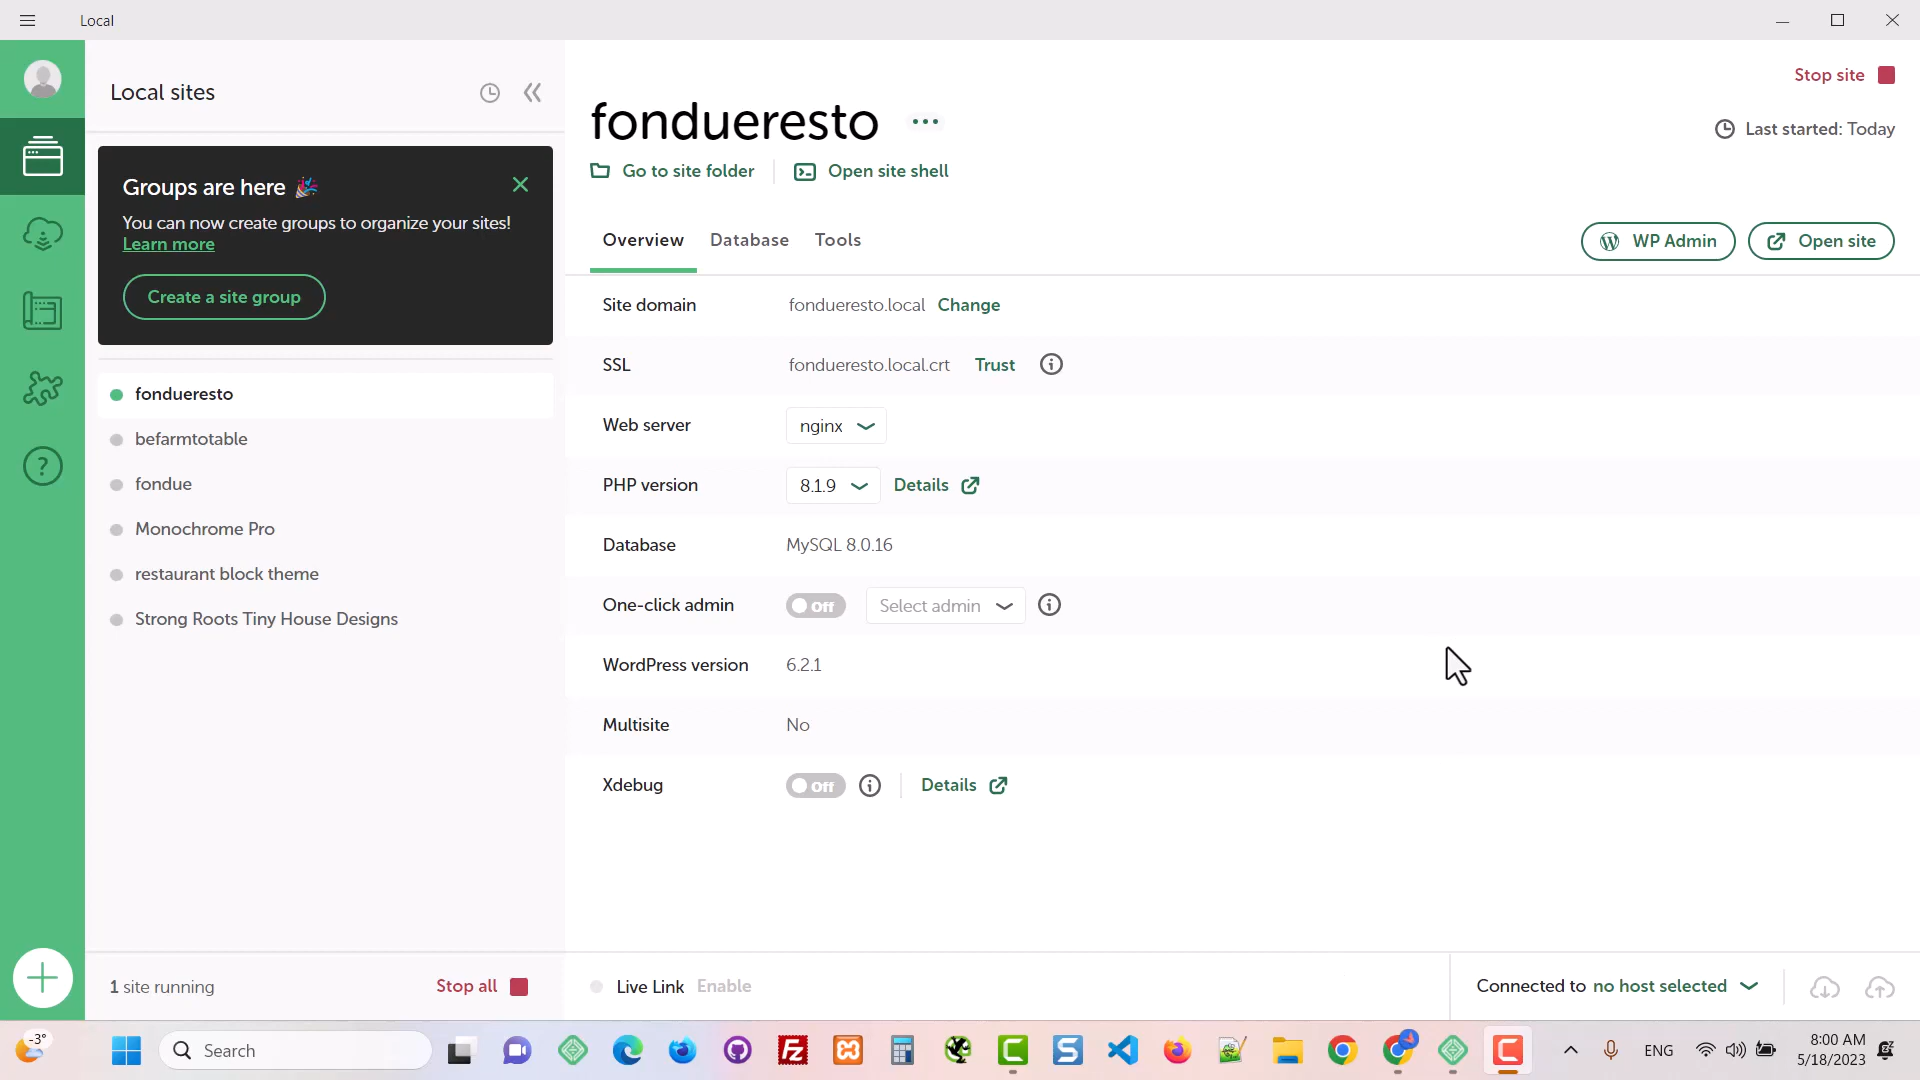 Local
Local sites
Groups are here
You can now create groups to organize your sites!
Learn more
Create a site group
fondueresto
befarmtotable
fondue
Monochrome Pro
restaurant block theme
Strong Roots Tiny House Designs
1 site running
Stop all
Stop site
fondueresto
Last started: Today
Go to site folder
Open site shell
Overview Database Tools
WP Admin
Open site
Site domain fondueresto.local Change
SSL fondueresto.local.crt Trust
Web server nginx
PHP version 8.1.9 Details
Database MySQL 8.0.16
One-click admin Off Select admin
WordPress version 6.2.1
Multisite No
Xdebug Off Details
Live Link Enable
Connected to no host selected
-3°
Search
ENG
8:00 AM
5/18/2023